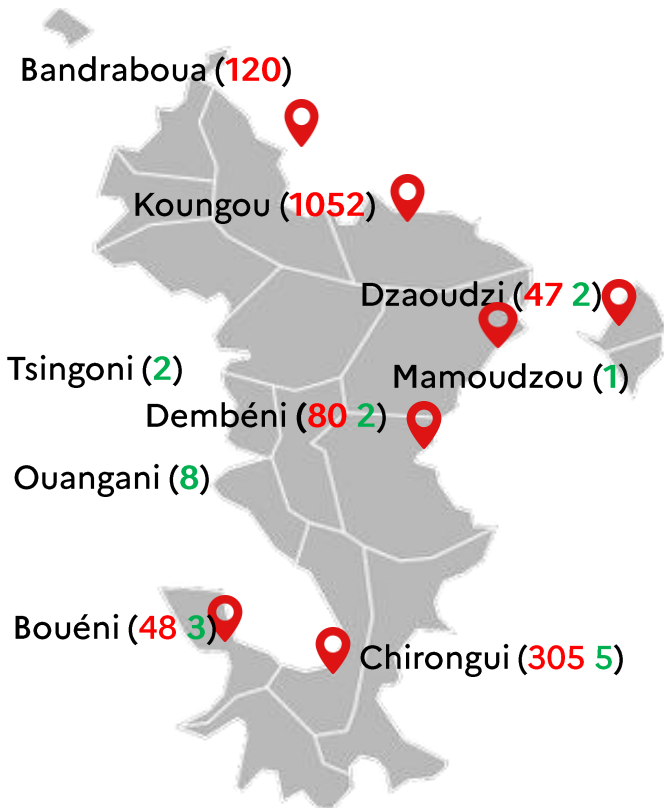 Bandraboua (120)
Koungou (1052)
Dzaoudzi (47 2)
Tsingoni (2)
Mamoudzou (1)
Dembéni (80 2)
Ouangani (8)
Bouéni (48 3)
Chirongui (305 5)